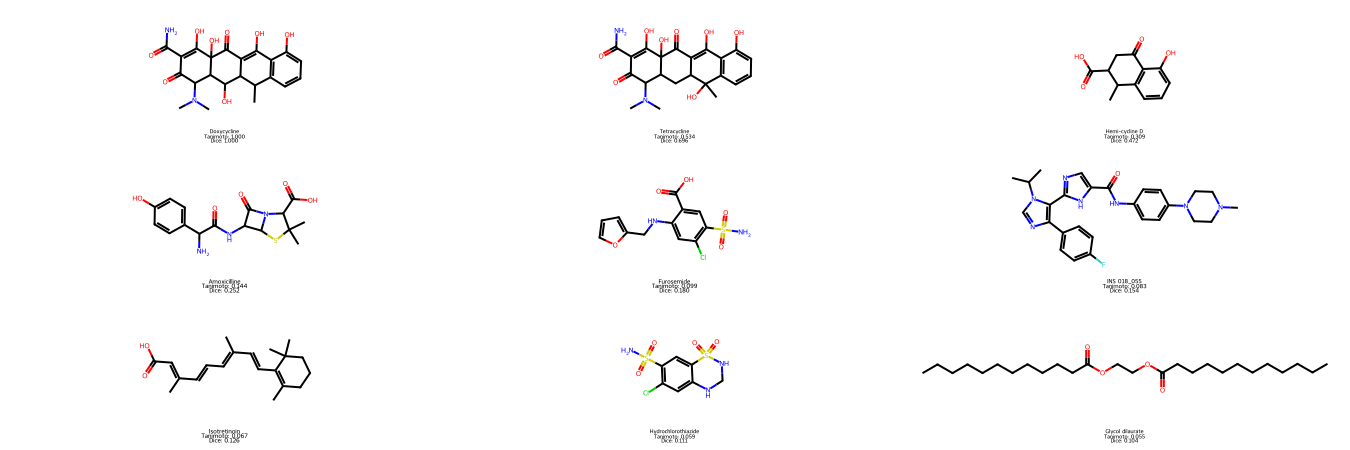 Doxycycline
Tanimoto: 1.000
Dice: 1.000
Tetracycline
Tanimoto: 0.534
Dice: 0.696
Hemi-cycline D
Tanimoto: 0.309
Dice: 0.472
Amoxicilline
Tanimoto: 0.144
Dice: 0.252
Furosemide
Tanimoto: 0.099
Dice: 0.180
INS 018_055
Tanimoto: 0.083
Dice: 0.154
Isotretinoin
Tanimoto: 0.067
Dice: 0.126
Hydrochlorothiazide
Tanimoto: 0.059
Dice: 0.111
Glycol dilaurate
Tanimoto: 0.055
Dice: 0.104